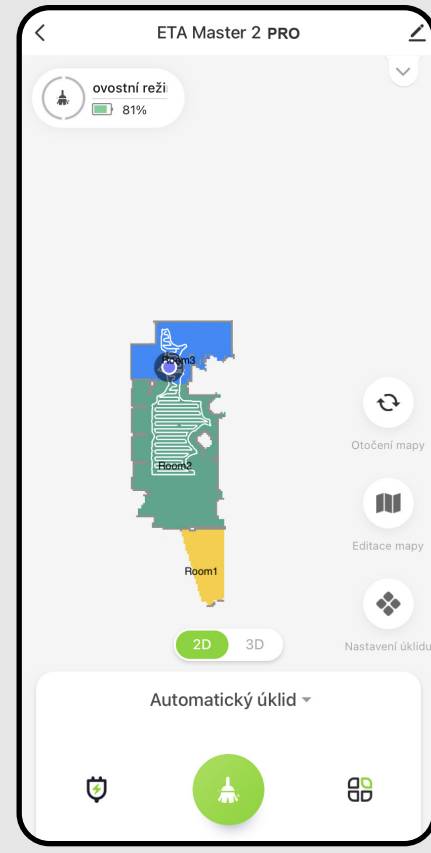 ETA Master 2 PRO
ovostní reži
81%
Room3
Room2
Room1
Otočení mapy
Editace mapy
Nastavení úklidu
2D 3D
Automatický úklid